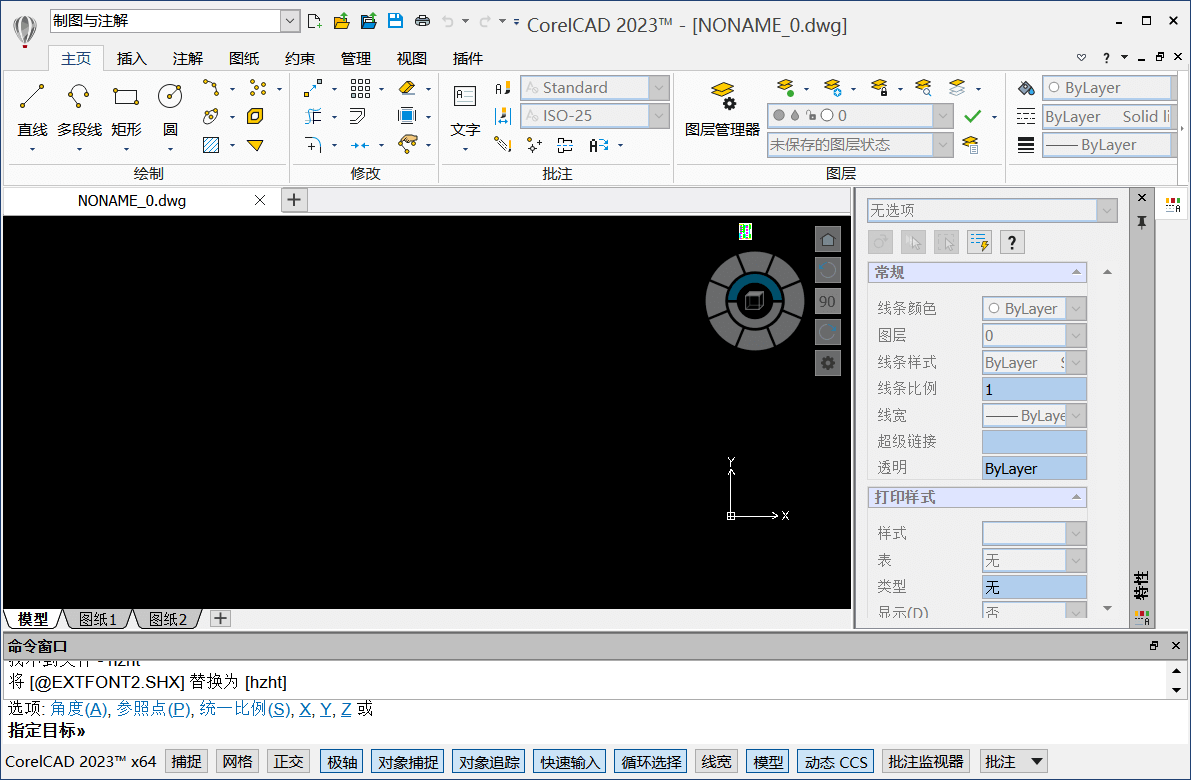 制图与注解
CorelCAD 2023™ - [NONAME_0.dwg]
主页 插入 注解 图纸 约束 管理 视图 插件
直线 多段线 矩形 圆
绘制
修改
文字
Standard
ISO-25
批注
图层管理器
0
未保存的图层状态
图层
ByLayer
ByLayer Solid li
ByLayer
NONAME_0.dwg
90
Y
X
无选项
?
常规
线条颜色 ByLayer
图层 0
线条样式 ByLayer
线条比例 1
线宽 ByLaye
超级链接
透明 ByLayer
打印样式
样式
表 无
类型 无
显示(D) 否
特性
模型 图纸1 图纸2
命令窗口
找不到文件 - hzht
将 [@EXTFONT2.SHX] 替换为 [hzht]
选项: 角度(A), 参照点(P), 统一比例(S), X, Y, Z 或
指定目标»
CorelCAD 2023™ x64 捕捉 网格 正交 极轴 对象捕捉 对象追踪 快速输入 循环选择 线宽 模型 动态 CCS 批注监视器 批注